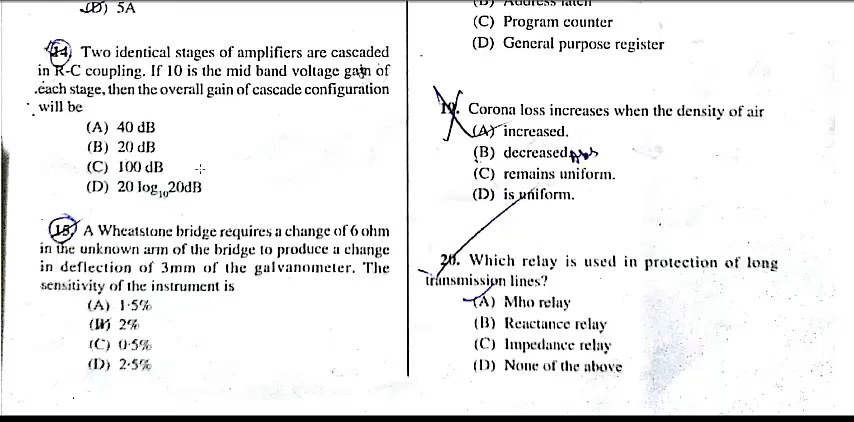 (D) 5A
14. Two identical stages of amplifiers are cascaded
in R-C coupling. If 10 is the mid band voltage gain of
each stage, then the overall gain of cascade configuration
will be
(A) 40 dB
(B) 20 dB
(C) 100 dB
(D) 20 log₁₀20dB
15. A Wheatstone bridge requires a change of 6 ohm
in the unknown arm of the bridge to produce a change
in deflection of 3mm of the galvanometer. The
sensitivity of the instrument is
(A) 1·5%
(B) 2%
(C) 0·5%
(D) 2·5%
(B) Address latch
(C) Program counter
(D) General purpose register
19. Corona loss increases when the density of air
(A) increased.
(B) decreased
(C) remains uniform.
(D) is uniform.
20. Which relay is used in protection of long
transmission lines?
(A) Mho relay
(B) Reactance relay
(C) Impedance relay
(D) None of the above